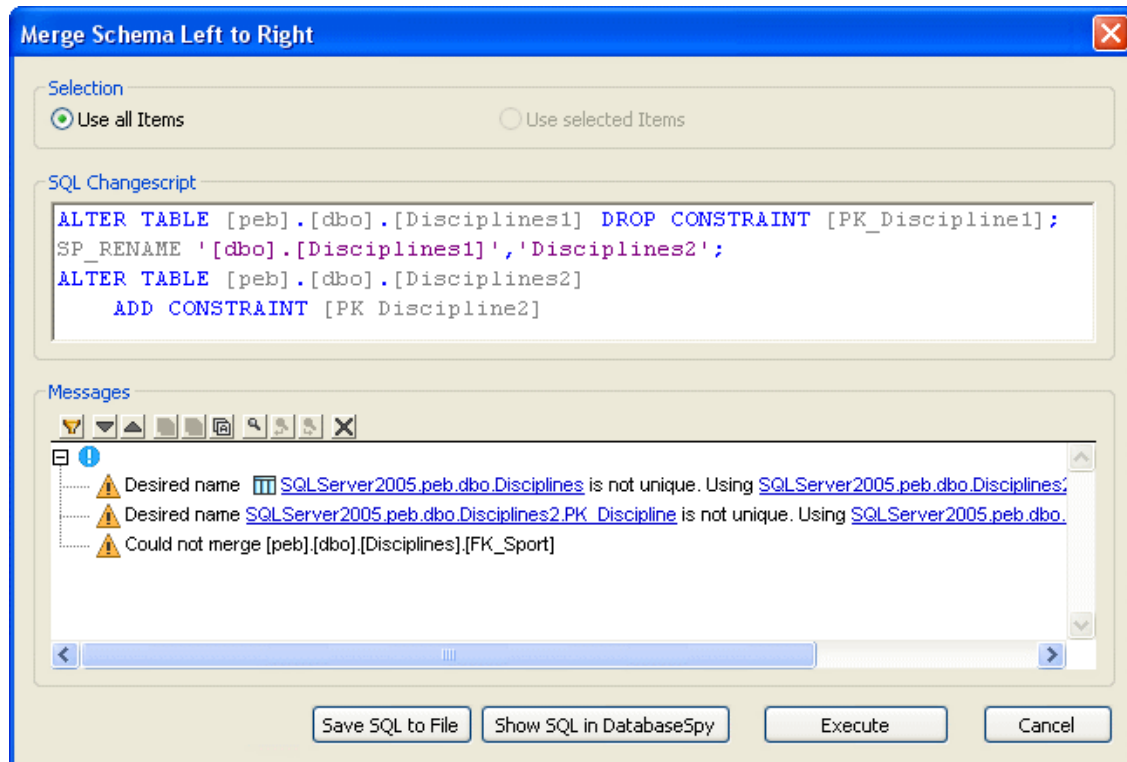 Merge Schema Left to Right
Selection
Use all Items
Use selected Items
SQL Changescript
ALTER TABLE [peb].[dbo].[Disciplines1] DROP CONSTRAINT [PK_Discipline1];
SP_RENAME '[dbo].[Disciplines1]','Disciplines2';
ALTER TABLE [peb].[dbo].[Disciplines2]
ADD CONSTRAINT [PK_Discipline2]
Messages
Desired name SQLServer2005.peb.dbo.Disciplines is not unique. Using SQLServer2005.peb.dbo.Disciplines2
Desired name SQLServer2005.peb.dbo.Disciplines2.PK_Discipline is not unique. Using SQLServer2005.peb.dbo.
Could not merge [peb].[dbo].[Disciplines].[FK_Sport]
Save SQL to File
Show SQL in DatabaseSpy
Execute
Cancel